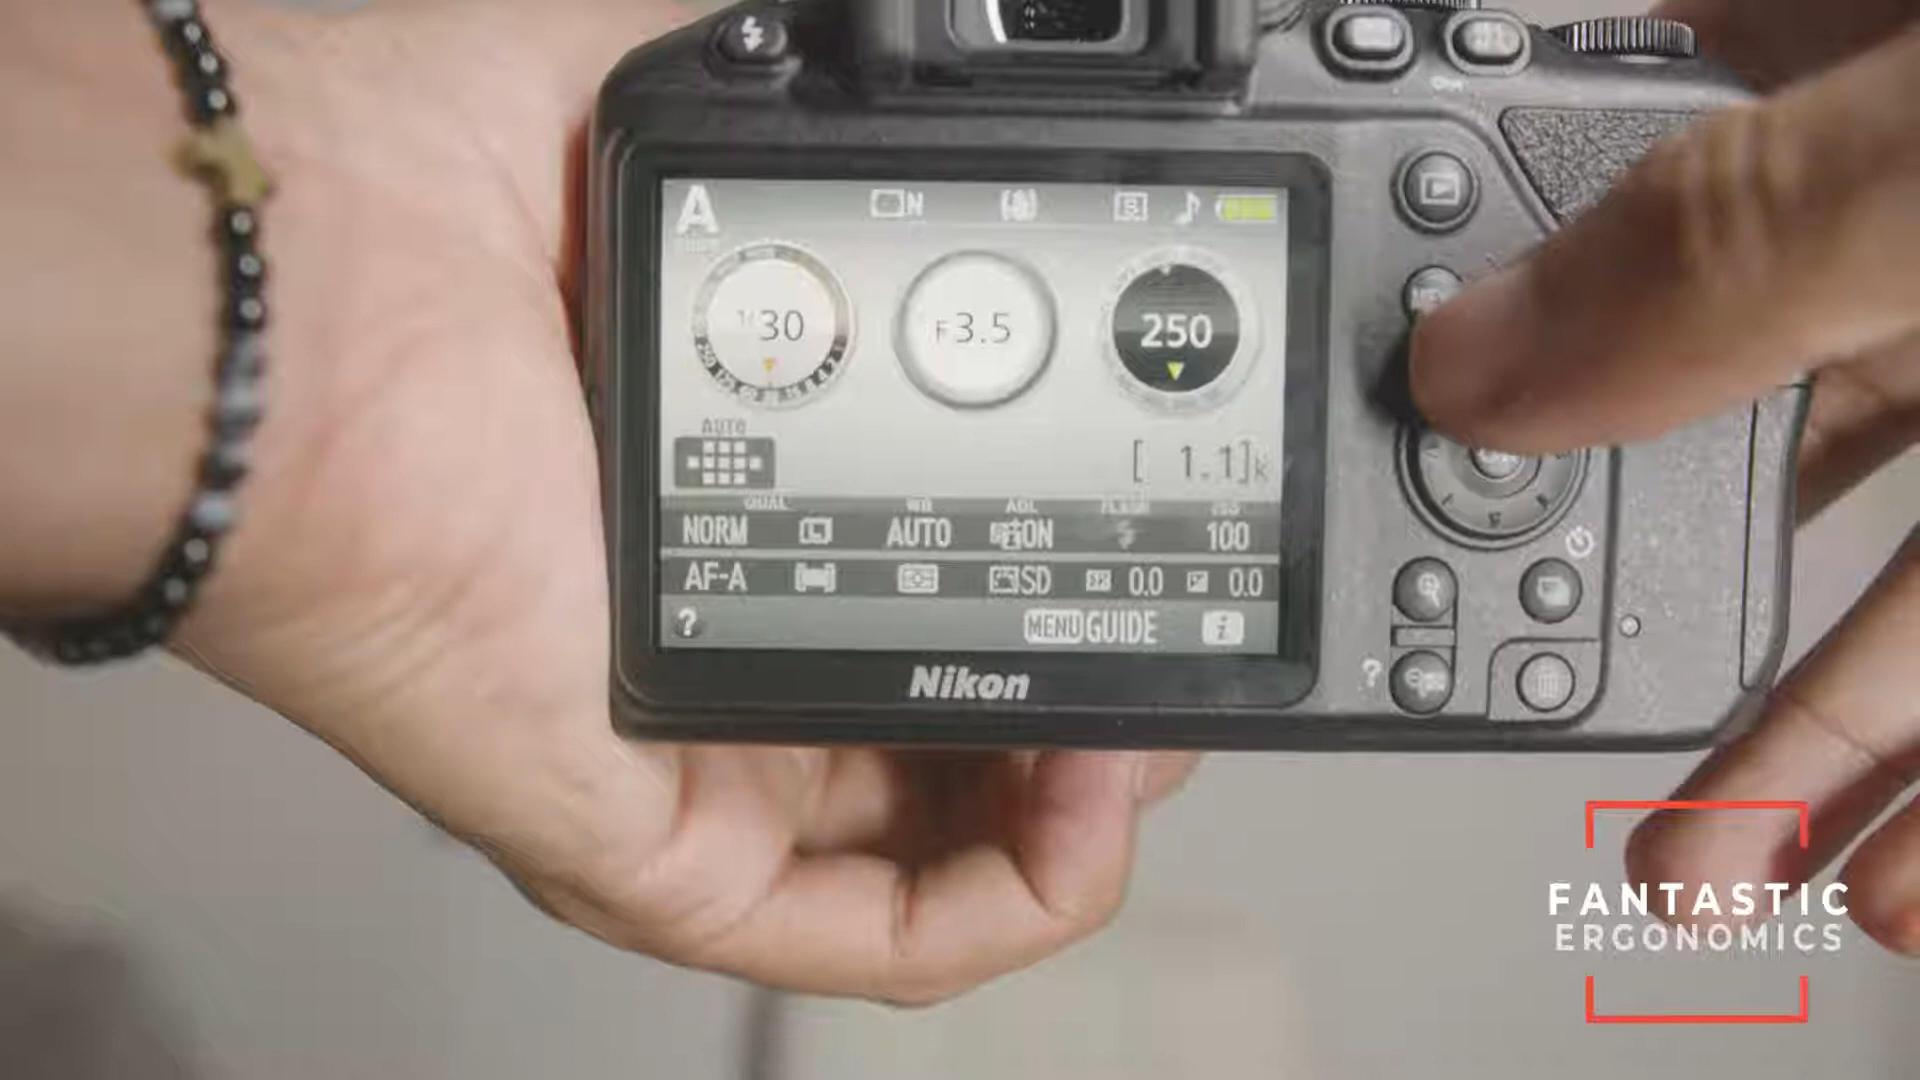 A N
1/30 F3.5 250
AUTO
[ 1.1]k
QUAL WB ADL FLASH ISO
NORM L AUTO ON 100
AF-A SD 0.0 0.0
? MENU GUIDE i
Nikon
?
FANTASTIC
ERGONOMICS